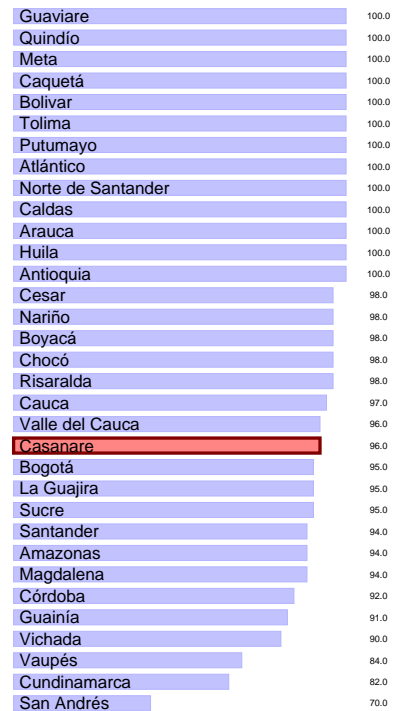 Guaviare 100.0
Quindío 100.0
Meta 100.0
Caquetá 100.0
Bolivar 100.0
Tolima 100.0
Putumayo 100.0
Atlántico 100.0
Norte de Santander 100.0
Caldas 100.0
Arauca 100.0
Huila 100.0
Antioquia 100.0
Cesar 98.0
Nariño 98.0
Boyacá 98.0
Chocó 98.0
Risaralda 98.0
Cauca 97.0
Valle del Cauca 96.0
Casanare 96.0
Bogotá 95.0
La Guajira 95.0
Sucre 95.0
Santander 94.0
Amazonas 94.0
Magdalena 94.0
Córdoba 92.0
Guainía 91.0
Vichada 90.0
Vaupés 84.0
Cundinamarca 82.0
San Andrés 70.0